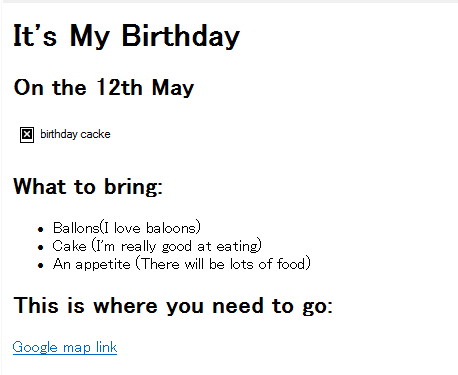 It's My Birthday
On the 12th May
birthday cacke
What to bring:
Ballons(I love baloons)
Cake (I'm really good at eating)
An appetite (There will be lots of food)
This is where you need to go:
Google map link